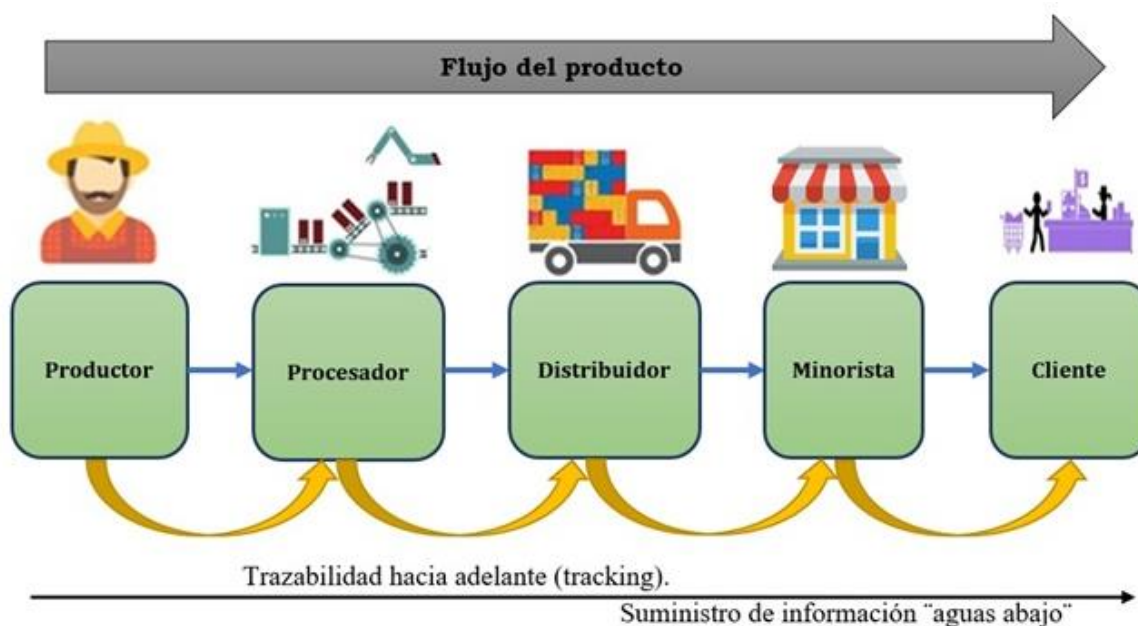 Flujo del producto
Productor
Procesador
Distribuidor
Minorista
Cliente
Trazabilidad hacia adelante (tracking).
Suministro de información ¨aguas abajo¨